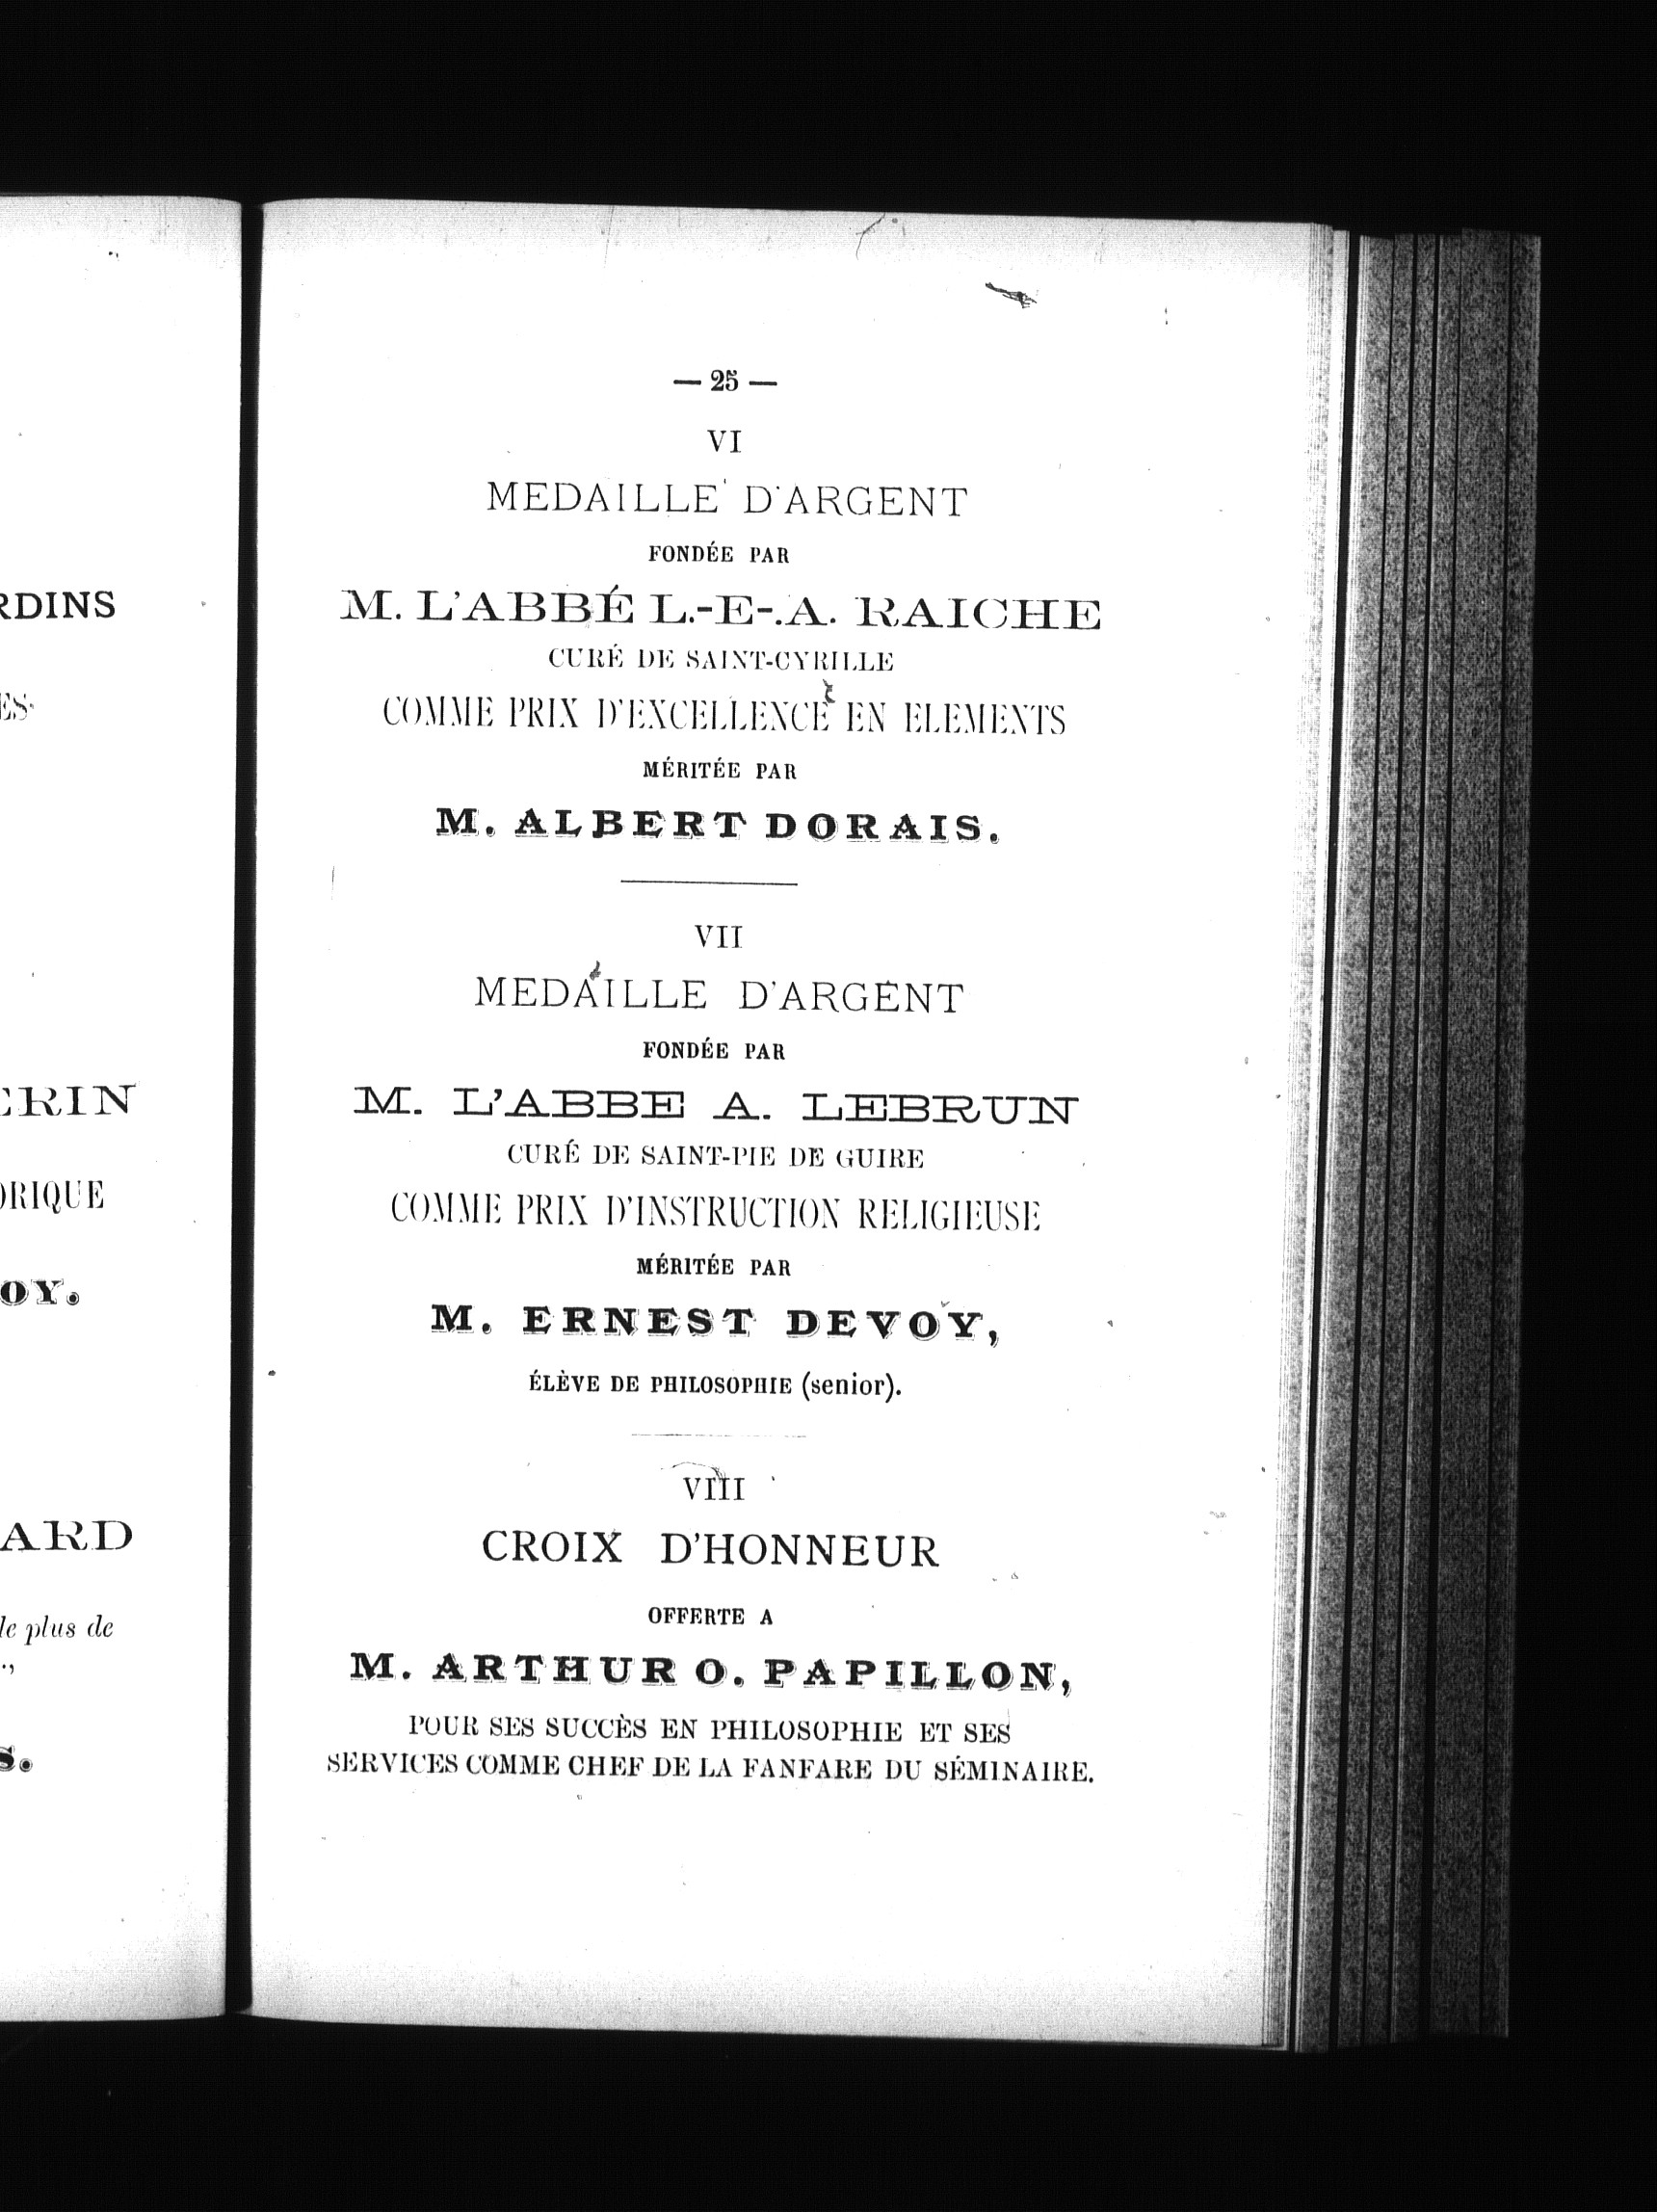 RDINS
ES-
ERIN
ORIQUE
OY.
ARD
le plus de
.,
S.
— 25 —
VI
MEDAILLE D'ARGENT
FONDÉE PAR
M. L'ABBÉ L.-E-.A. RAICHE
CURÉ DE SAINT-CYRILLE
COMME PRIX D'EXCELLENCE EN ELEMENTS
MÉRITÉE PAR
M. ALBERT DORAIS.
VII
MEDAILLE D'ARGENT
FONDÉE PAR
M. L'ABBE A. LEBRUN
CURÉ DE SAINT-PIE DE GUIRE
COMME PRIX D'INSTRUCTION RELIGIEUSE
MÉRITÉE PAR
M. ERNEST DEVOY,
ÉLÈVE DE PHILOSOPHIE (senior).
VIII
CROIX D'HONNEUR
OFFERTE A
M. ARTHUR O. PAPILLON,
POUR SES SUCCÈS EN PHILOSOPHIE ET SES
SERVICES COMME CHEF DE LA FANFARE DU SÉMINAIRE.